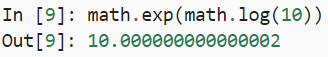 In [9]: math.exp(math.log(10))
Out[9]: 10.000000000000002